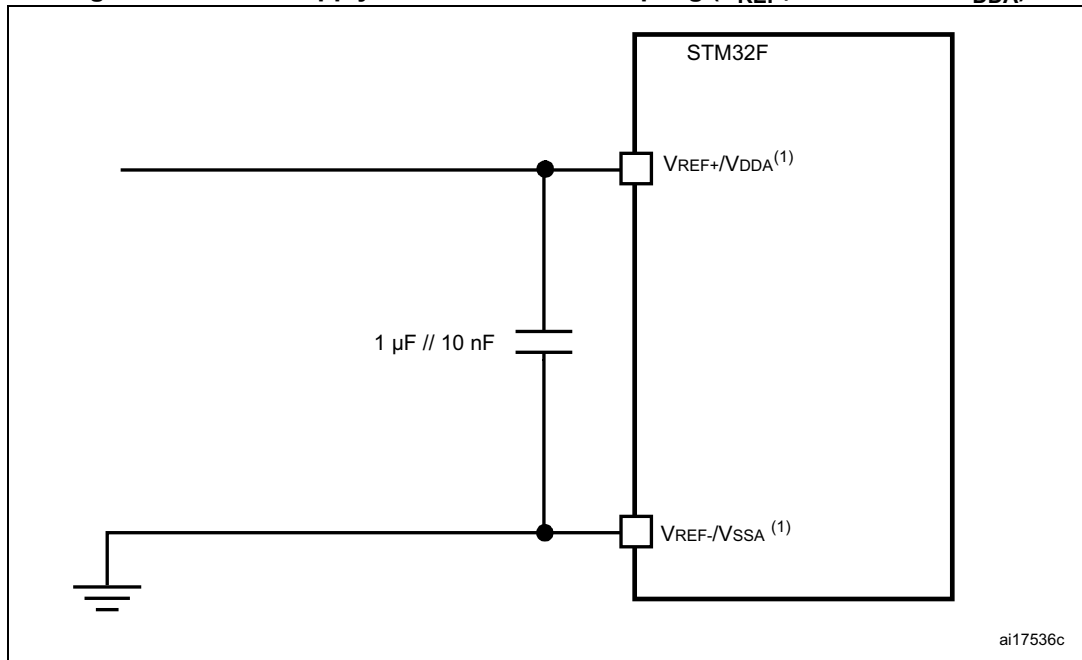 STM32F
VREF+/VDDA(1)
1 µF // 10 nF
VREF-/VSSA (1)
ai17536c